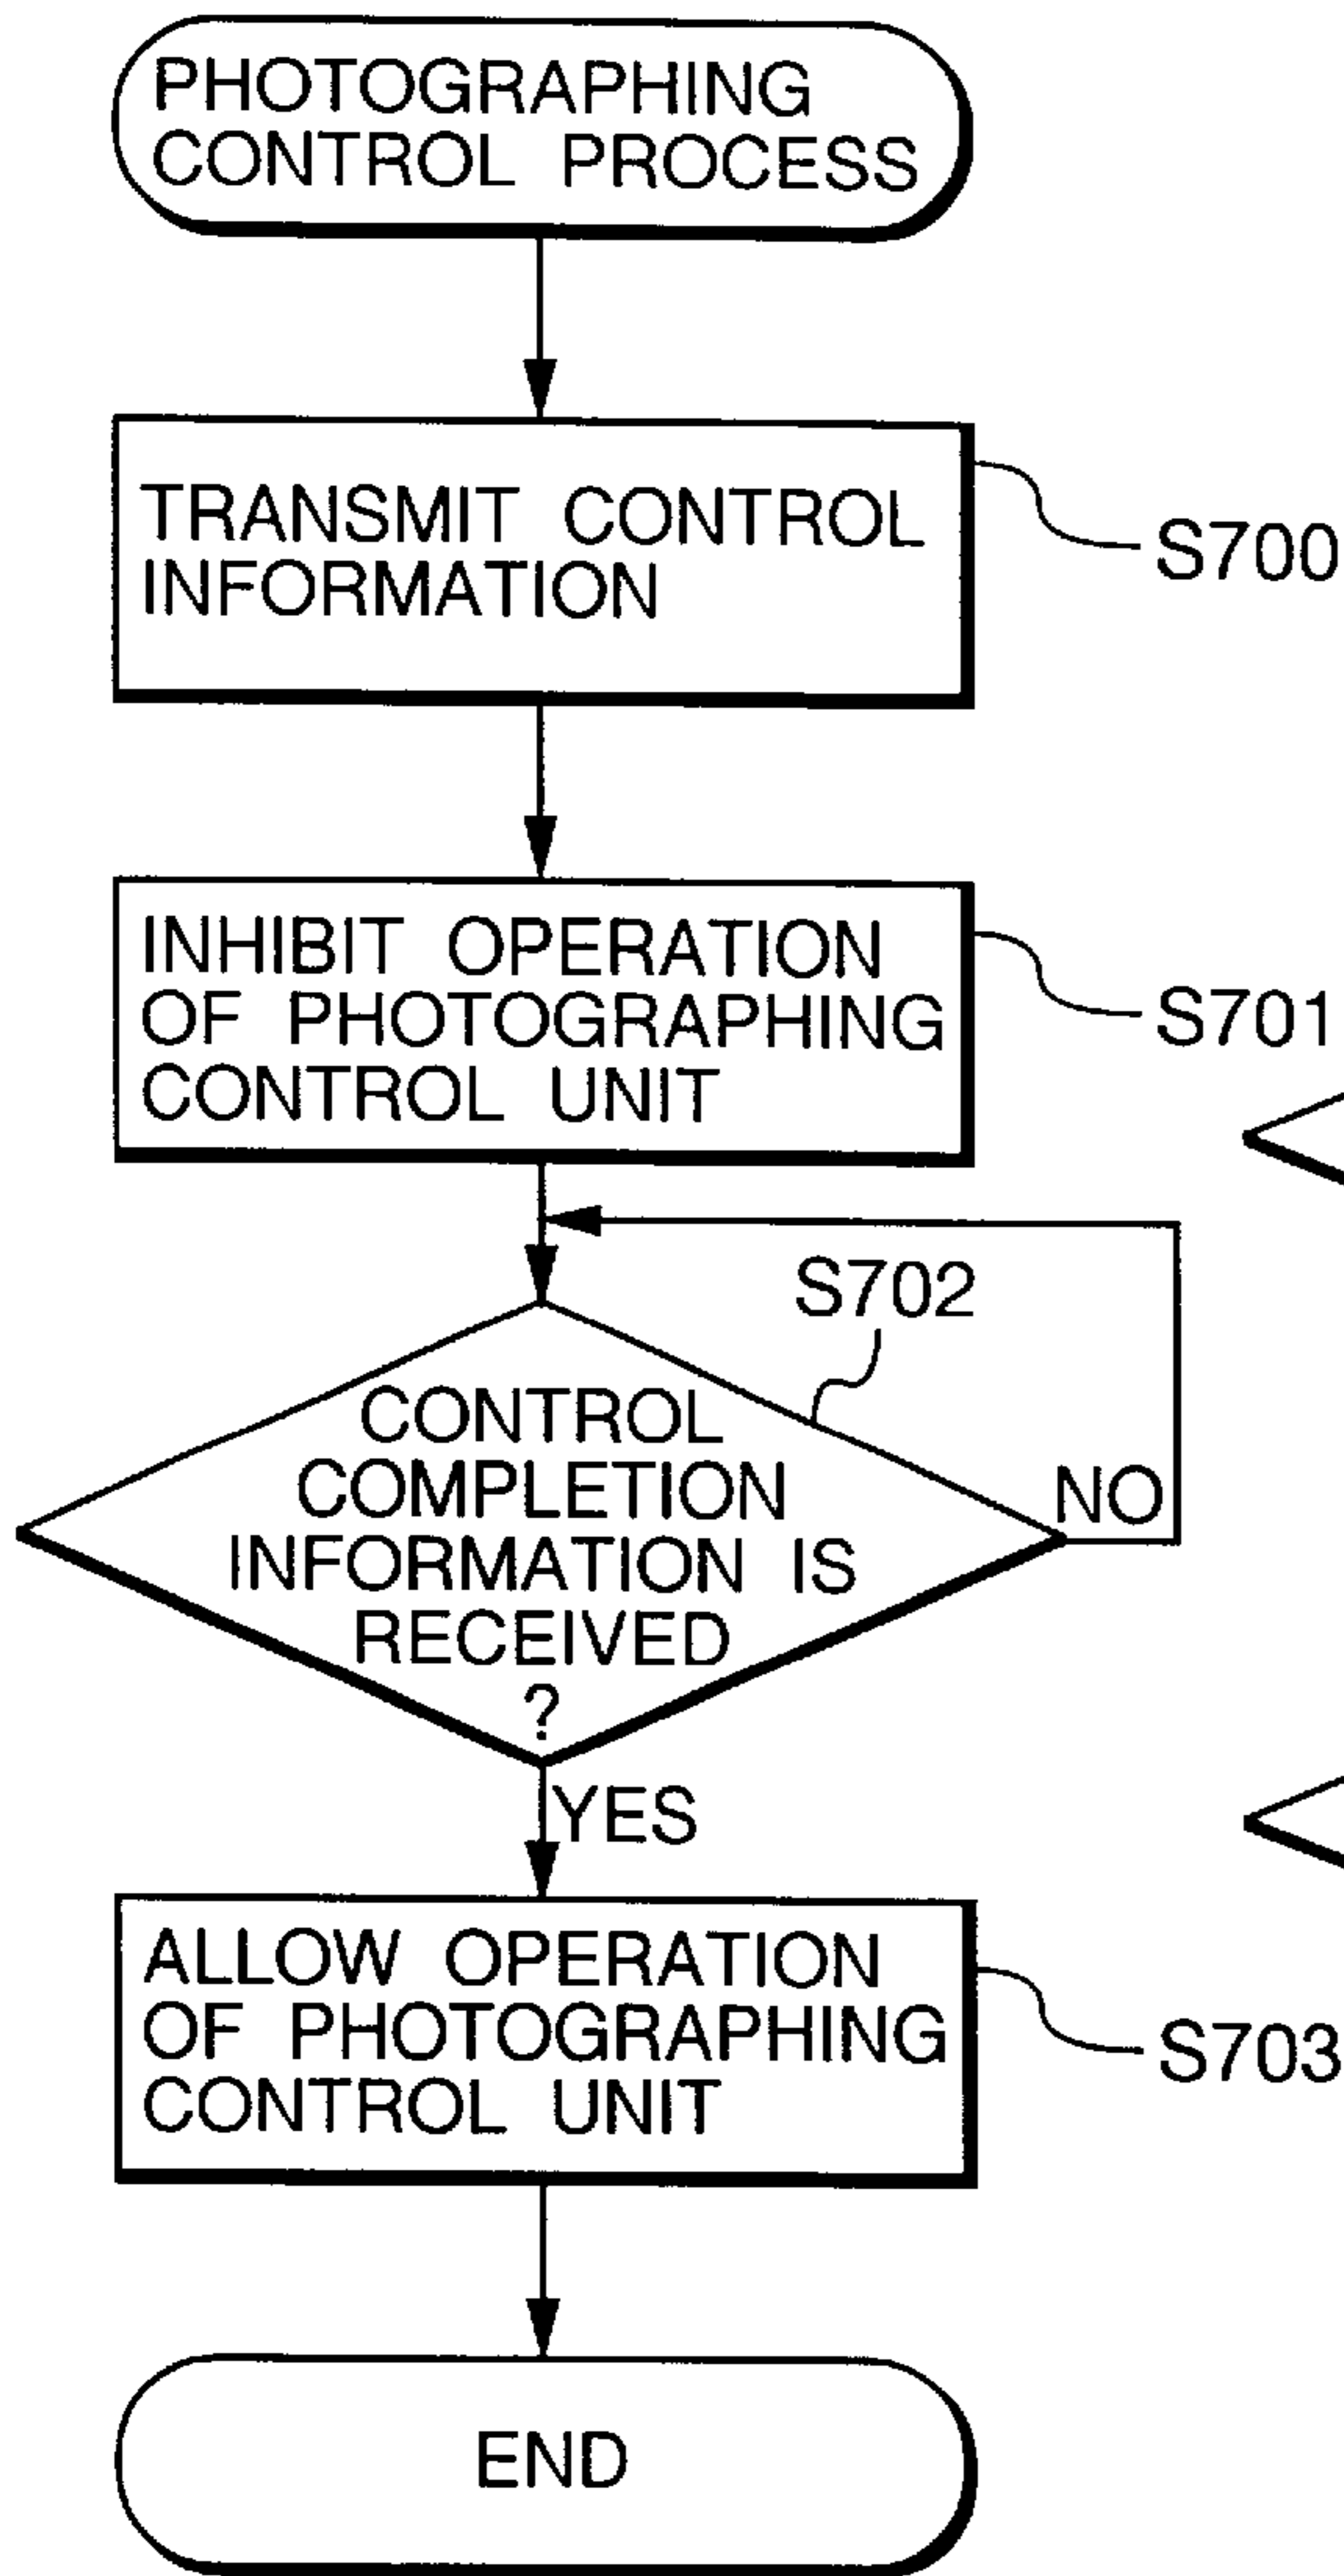 PHOTOGRAPHING
CONTROL PROCESS
TRANSMIT CONTROL
INFORMATION
S700
INHIBIT OPERATION
OF PHOTOGRAPHING
CONTROL UNIT
S701
S702
CONTROL
COMPLETION
INFORMATION IS
RECEIVED
?
NO
YES
ALLOW OPERATION
OF PHOTOGRAPHING
CONTROL UNIT
S703
END